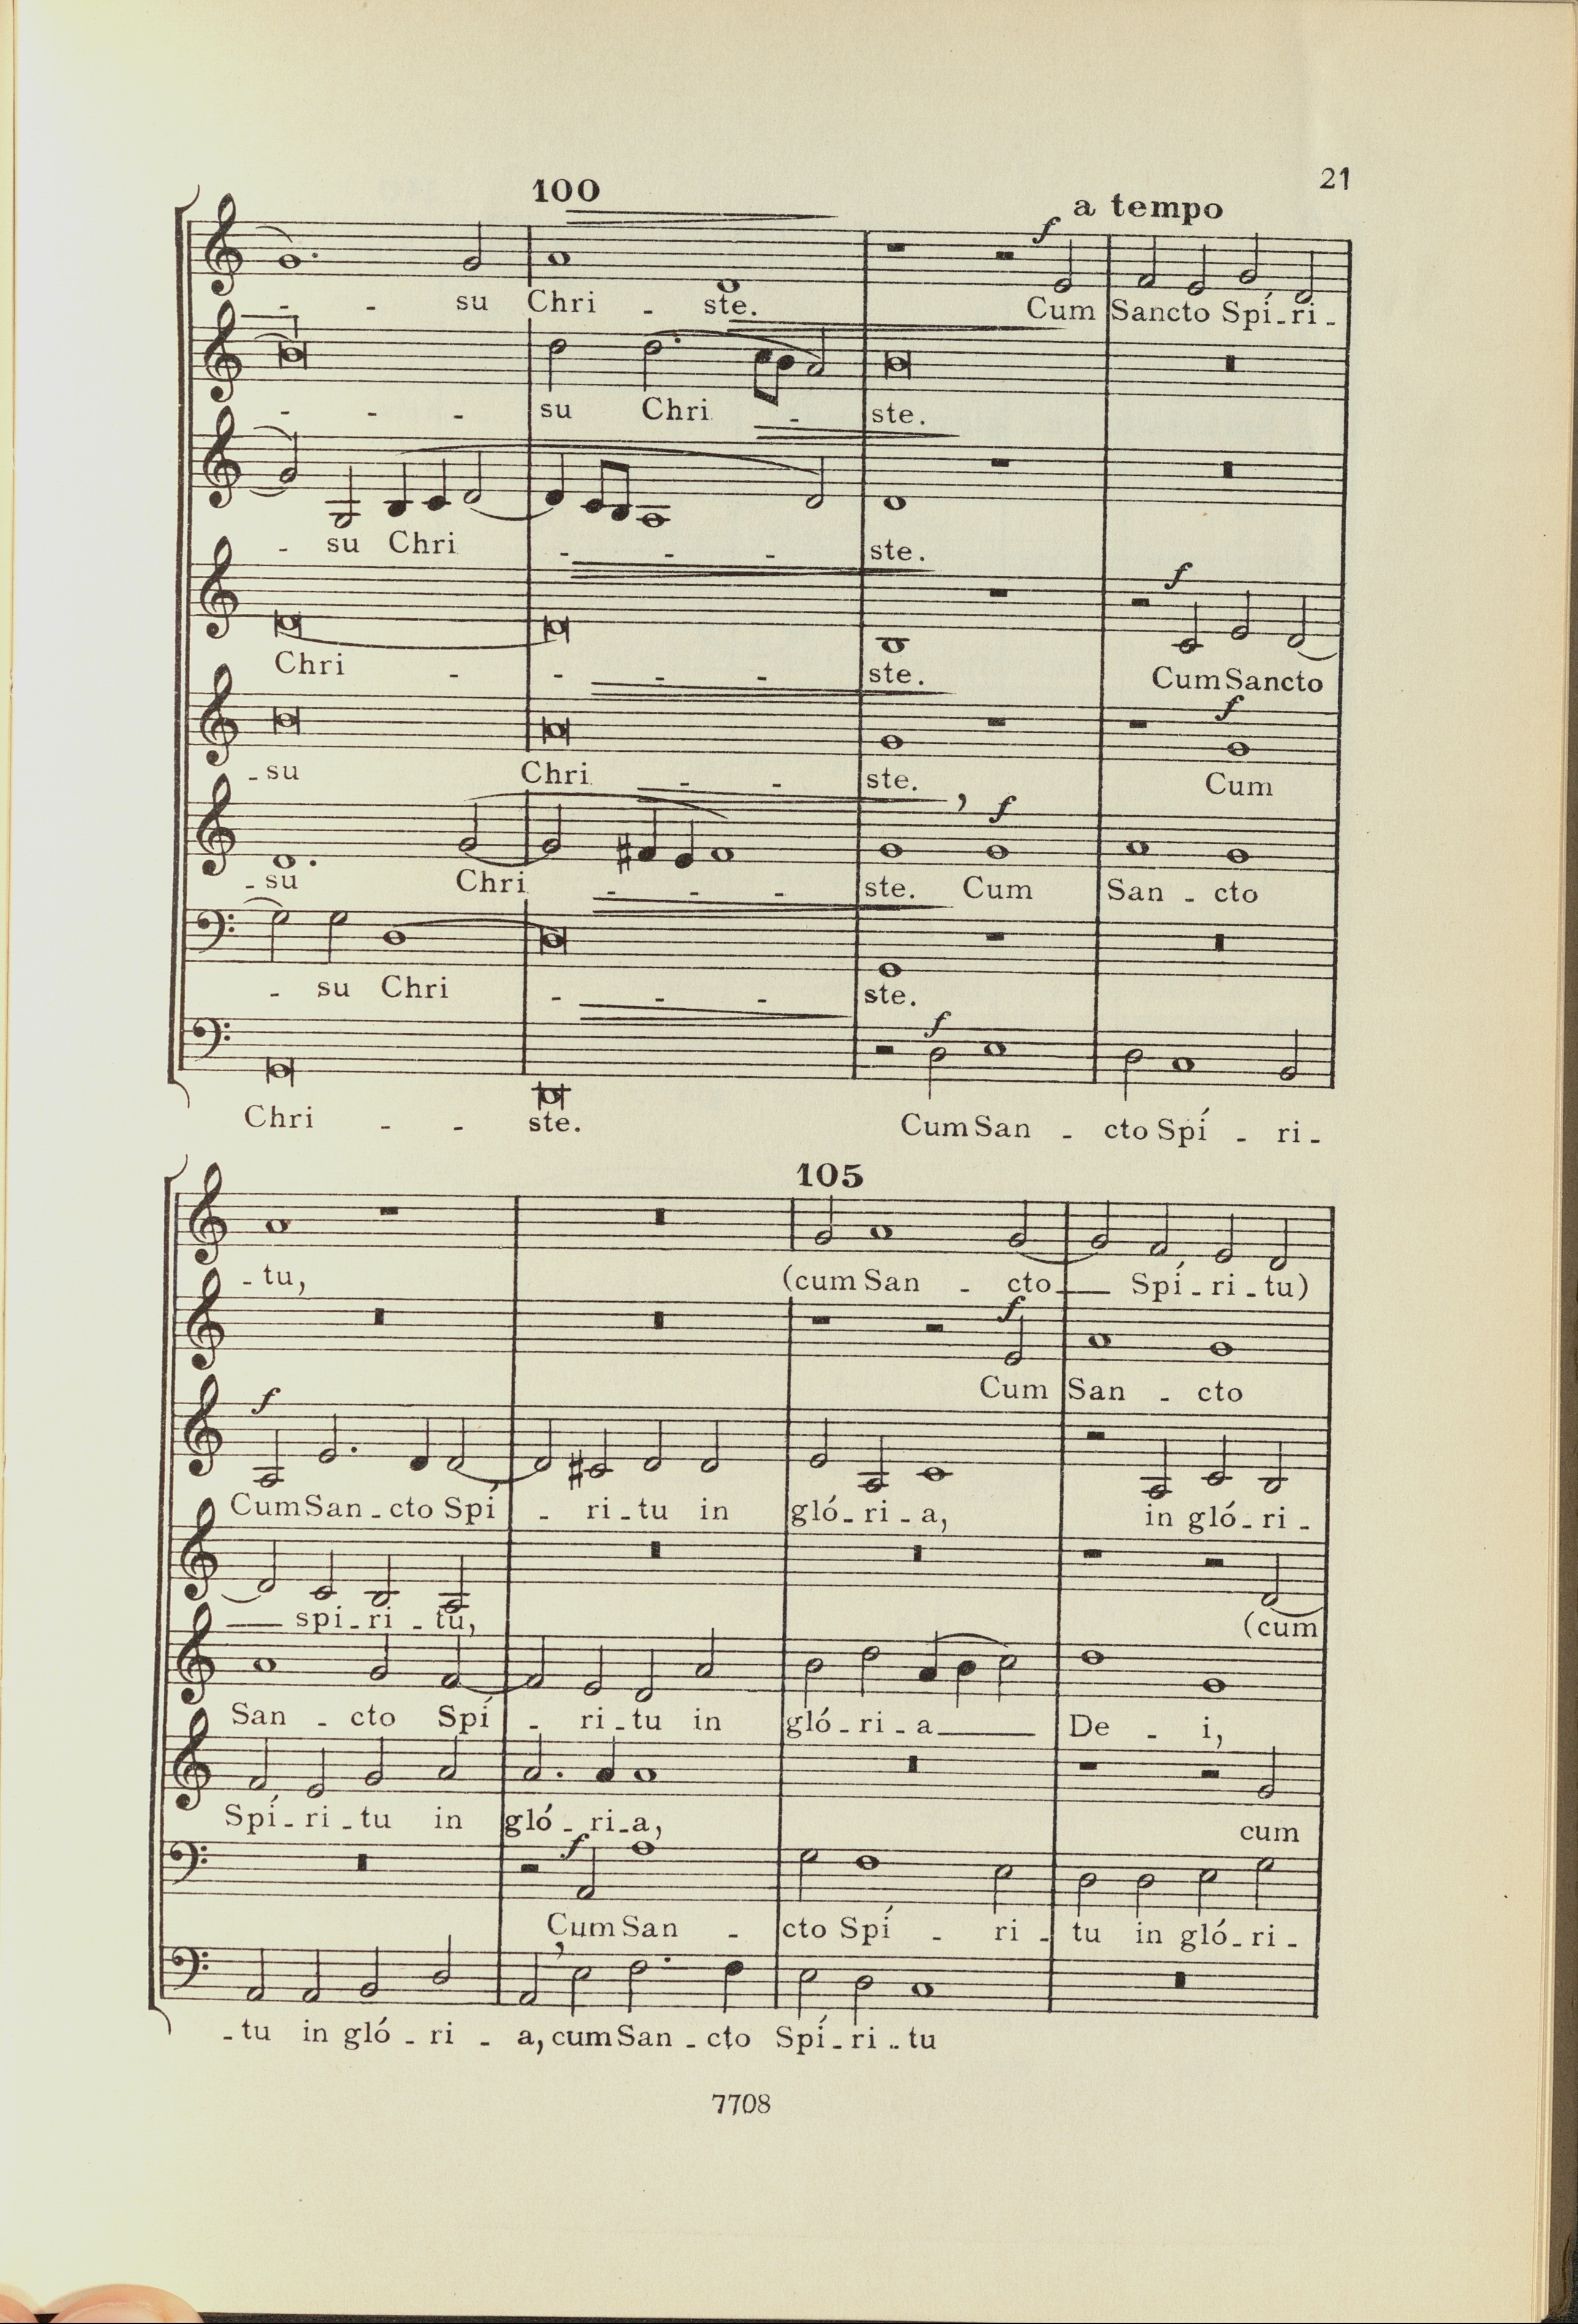 21
100
a tempo
f
- - su Chri - ste. Cum Sancto Spí-ri-
- - - su Chri - ste.
- su Chri - - - ste.
f
Chri - - - - ste. Cum Sancto
f
-su Chri - - ste. Cum
, f
-su Chri - - - ste. Cum San - cto
- su Chri - - - ste.
f
Chri - - ste. Cum San - cto Spí - ri-
105
-tu, (cum San - cto Spí-ri-tu)
f
Cum San - cto
f
Cum San-cto Spí - ri-tu in gló-ri-a, in gló-ri-
spi-ri-tu, (cum
San - cto Spí - ri-tu in gló-ri-a De - i,
Spí-ri-tu in gló-ri-a, cum
f
Cum San - cto Spí - ri - tu in gló-ri-
,
-tu in gló-ri - a, cum San-cto Spí-ri-tu
7708